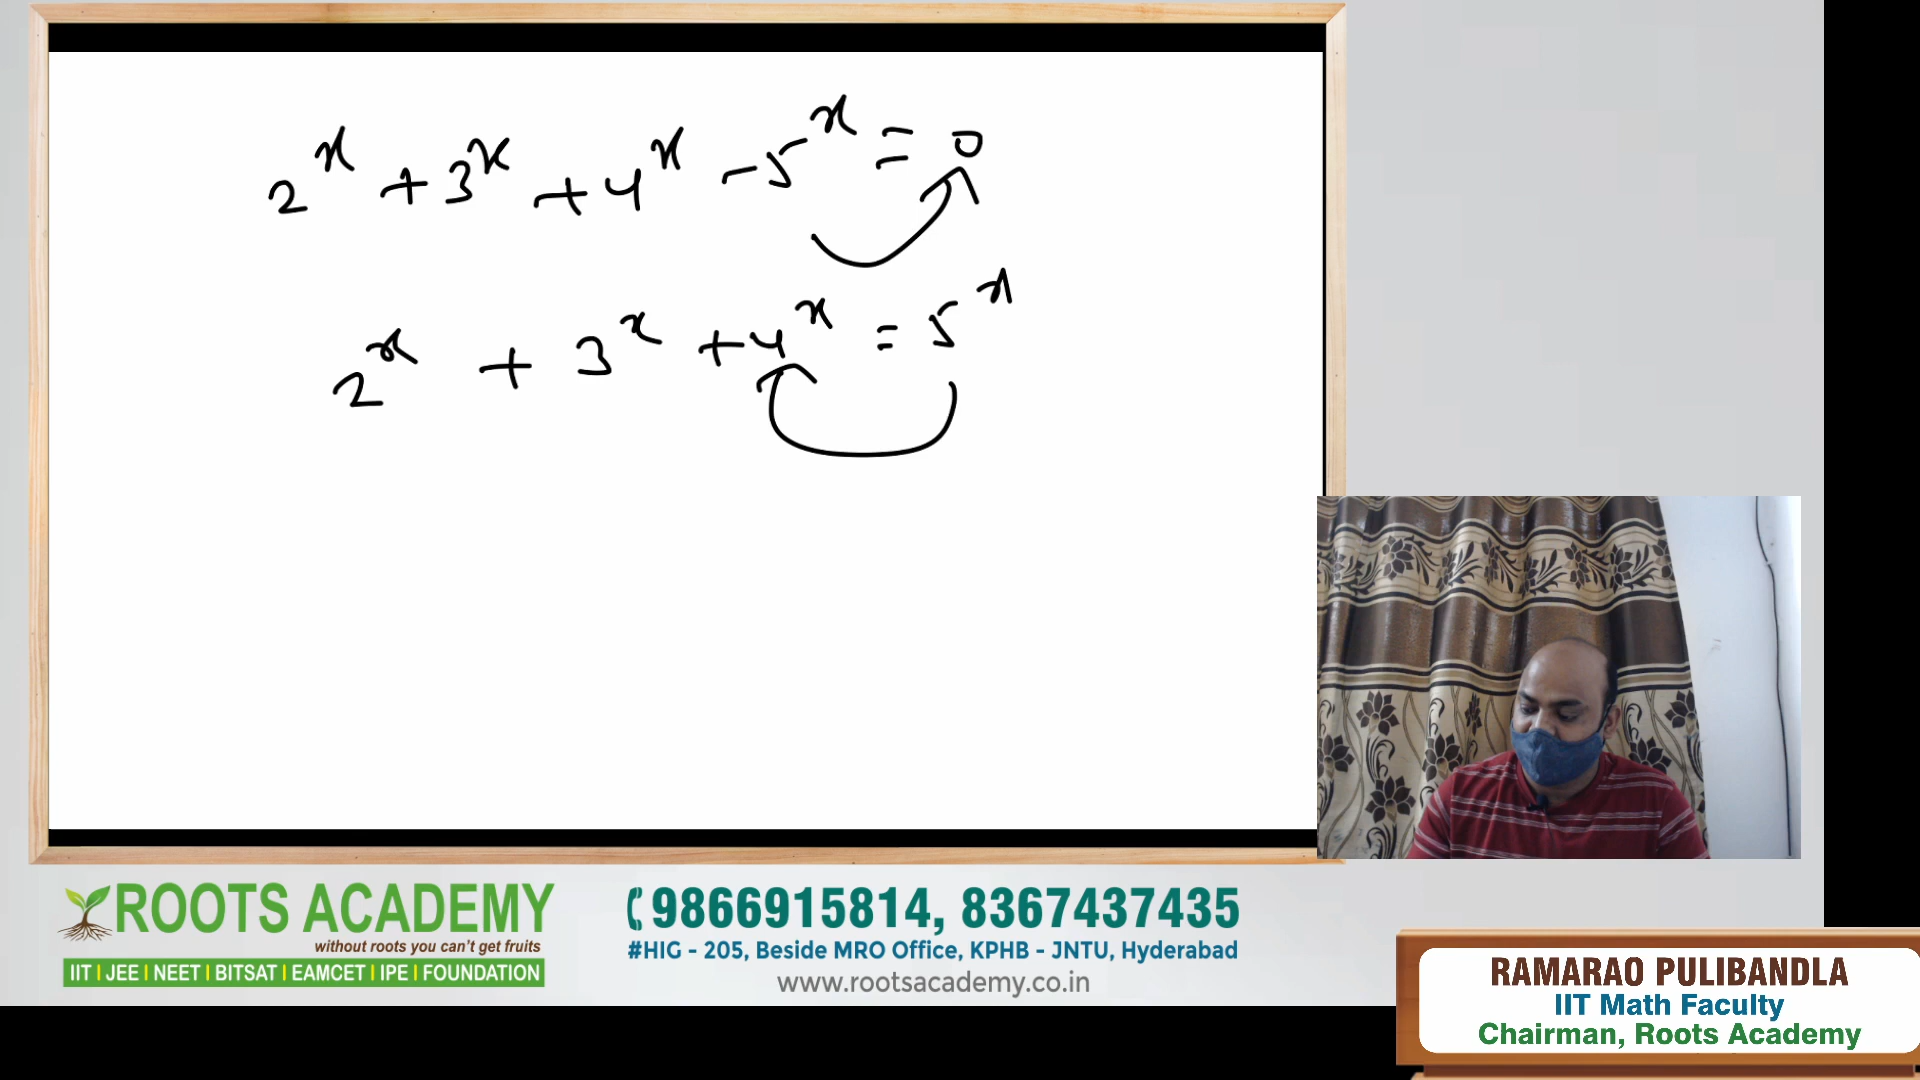 2^x + 3^x + 4^x - 5^x = 0
2^x + 3^x + 4^x = 5^x
ROOTS ACADEMY
without roots you can't get fruits
IIT | JEE | NEET | BITSAT | EAMCET | IPE | FOUNDATION
9866915814, 8367437435
#HIG - 205, Beside MRO Office, KPHB - JNTU, Hyderabad
www.rootsacademy.co.in
RAMARAO PULIBANDLA
IIT Math Faculty
Chairman, Roots Academy